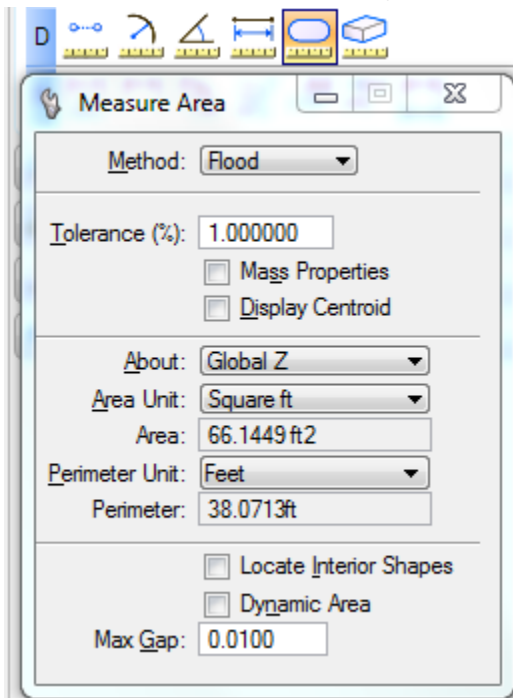 D
Measure Area
Method: Flood
Tolerance (%): 1.000000
Mass Properties
Display Centroid
About: Global Z
Area Unit: Square ft
Area: 66.1449 ft2
Perimeter Unit: Feet
Perimeter: 38.0713ft
Locate Interior Shapes
Dynamic Area
Max Gap: 0.0100